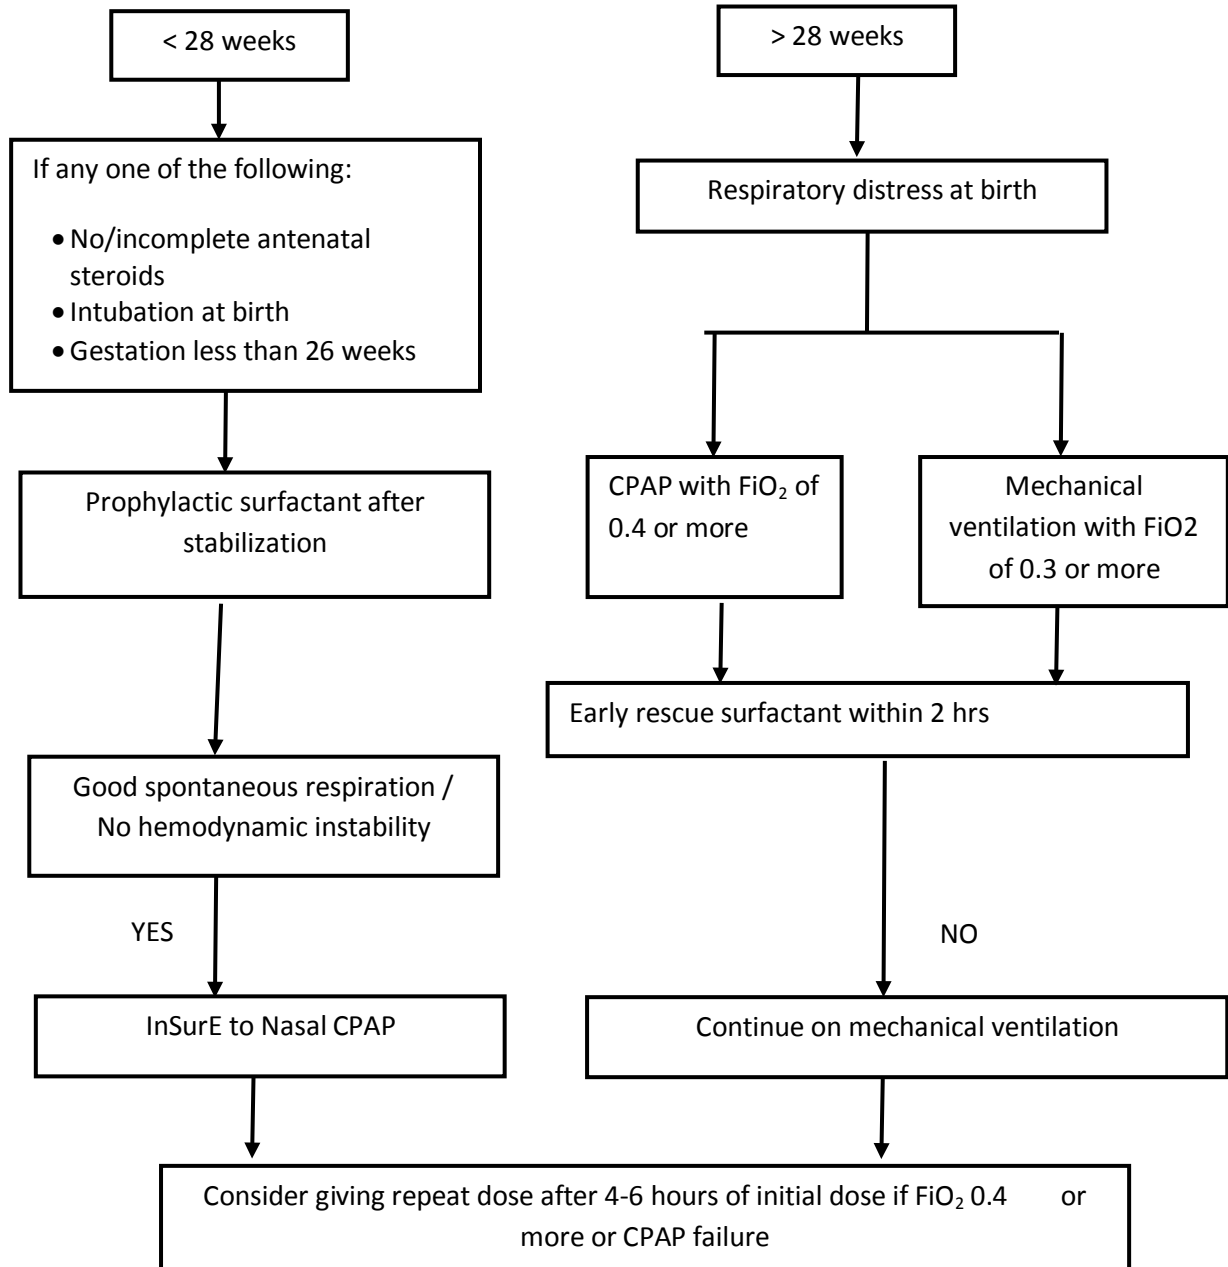 < 28 weeks
If any one of the following:
• No/incomplete antenatal
steroids
• Intubation at birth
• Gestation less than 26 weeks
Prophylactic surfactant after
stabilization
Good spontaneous respiration /
No hemodynamic instability
YES
InSurE to Nasal CPAP
> 28 weeks
Respiratory distress at birth
CPAP with FiO₂ of
0.4 or more
Mechanical
ventilation with FiO2
of 0.3 or more
Early rescue surfactant within 2 hrs
NO
Continue on mechanical ventilation
Consider giving repeat dose after 4-6 hours of initial dose if FiO₂ 0.4 or
more or CPAP failure